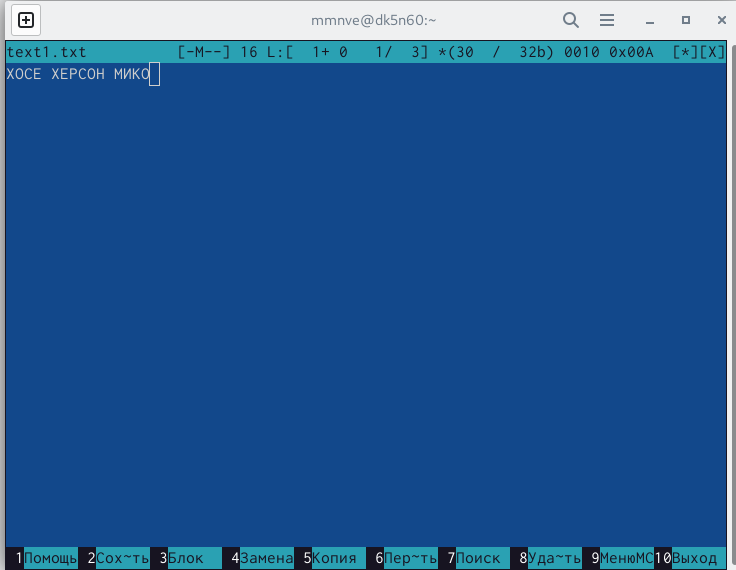 mmnve@dk5n60:~
text1.txt [-M--] 16 L:[ 1+ 0 1/ 3] *(30 / 32b) 0010 0x00A [*][X]
ХОСЕ ХЕРСОН МИКО
1Помощь 2Сох~ть 3Блок 4Замена 5Копия 6Пер~ть 7Поиск 8Уда~ть 9МенюMC 10Выход